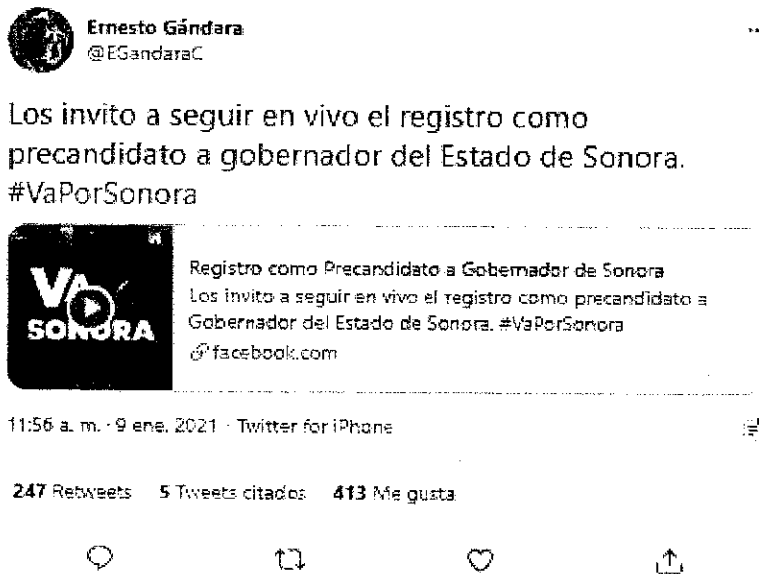 Ernesto Gándara
@EGandaraC
Los invito a seguir en vivo el registro como
precandidato a gobernador del Estado de Sonora.
#VaPorSonora
VA
SONORA
Registro como Precandidato a Gobernador de Sonora
Los invito a seguir en vivo el registro como precandidato a
Gobernador del Estado de Sonora. #VaPorSonora
facebook.com
11:56 a. m. · 9 ene. 2021 · Twitter for iPhone
247 Retweets 5 Tweets citados 413 Me gusta